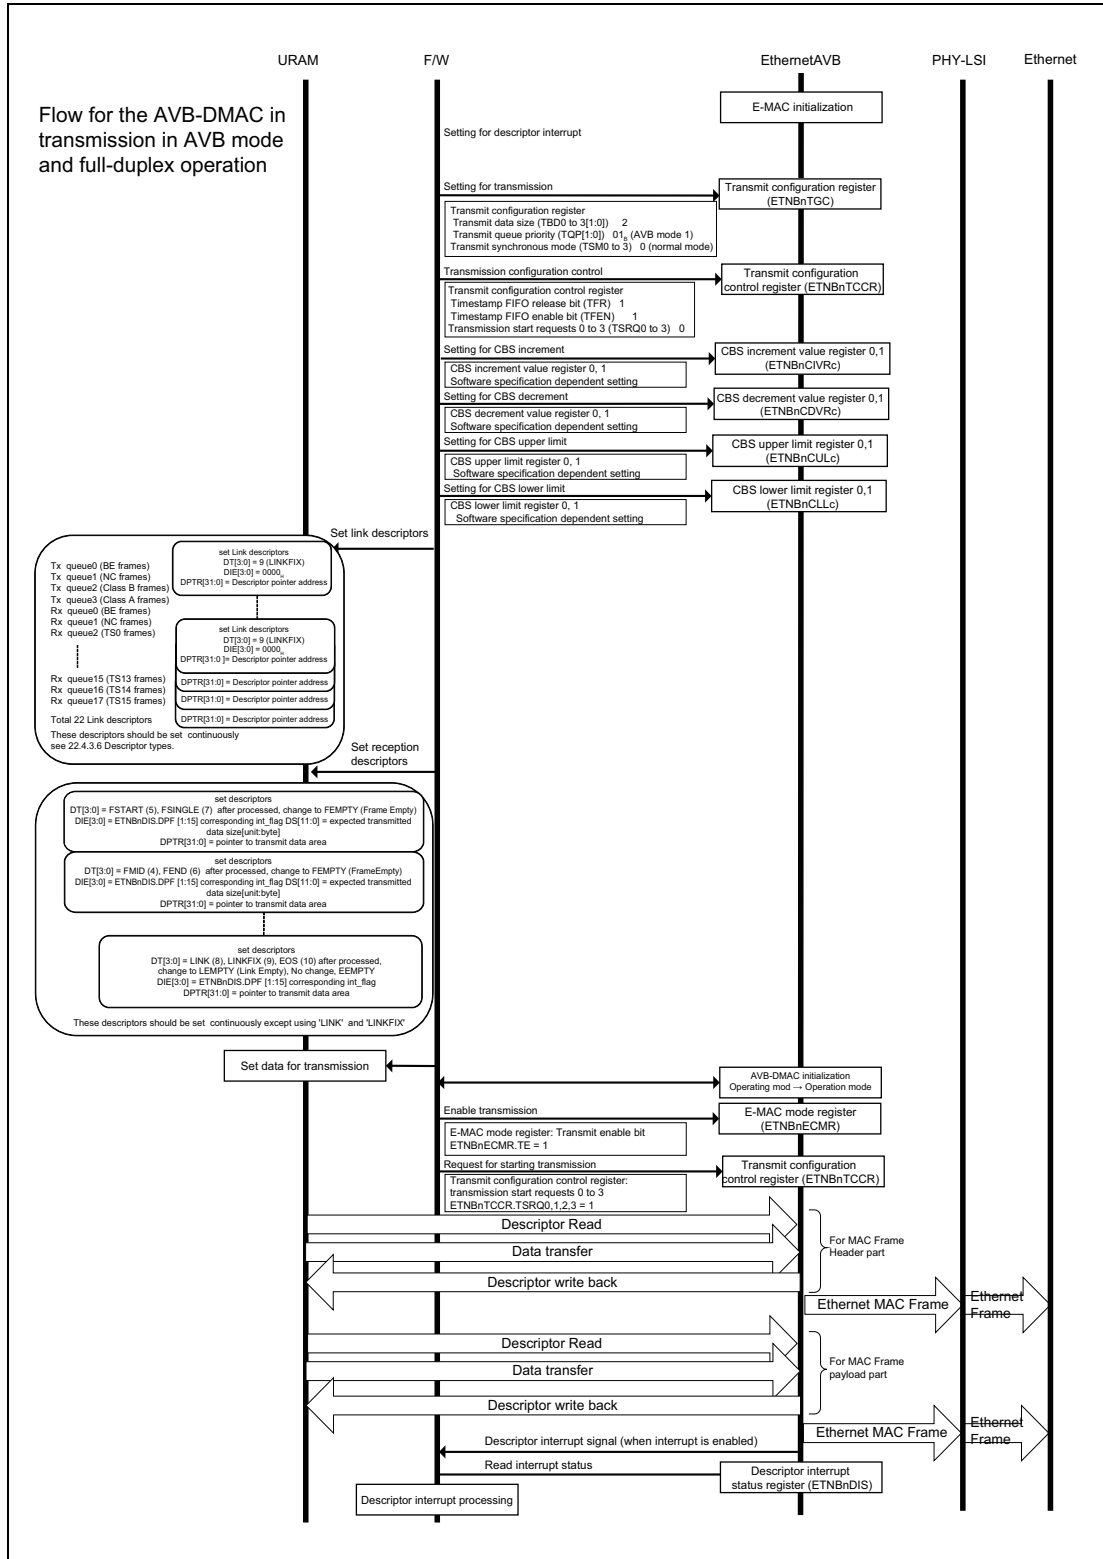 URAM
F/W
EthernetAVB
PHY-LSI
Ethernet
Flow for the AVB-DMAC in
transmission in AVB mode
and full-duplex operation
E-MAC initialization
Setting for descriptor interrupt
Setting for transmission
Transmit configuration register
(ETNBnTGC)
Transmit configuration register
Transmit data size (TBD0 to 3[1:0]) 2
Transmit queue priority (TQP[1:0]) 01B (AVB mode 1)
Transmit synchronous mode (TSM0 to 3) 0 (normal mode)
Transmission configuration control
Transmit configuration
control register (ETNBnTCCR)
Transmit configuration control register
Timestamp FIFO release bit (TFR) 1
Timestamp FIFO enable bit (TFEN) 1
Transmission start requests 0 to 3 (TSRQ0 to 3) 0
Setting for CBS increment
CBS increment value register 0,1
(ETNBnCIVRc)
CBS increment value register 0, 1
Software specification dependent setting
Setting for CBS decrement
CBS decrement value register 0,1
(ETNBnCDVRc)
CBS decrement value register 0, 1
Software specification dependent setting
Setting for CBS upper limit
CBS upper limit register 0,1
(ETNBnCULc)
CBS upper limit register 0, 1
Software specification dependent setting
Setting for CBS lower limit
CBS lower limit register 0,1
(ETNBnCLLc)
CBS lower limit register 0, 1
Software specification dependent setting
Set link descriptors
Tx queue0 (BE frames)
Tx queue1 (NC frames)
Tx queue2 (Class B frames)
Tx queue3 (Class A frames)
Rx queue0 (BE frames)
Rx queue1 (NC frames)
Rx queue2 (TS0 frames)
Rx queue15 (TS13 frames)
Rx queue16 (TS14 frames)
Rx queue17 (TS15 frames)
Total 22 Link descriptors
These descriptors should be set continuously
see 22.4.3.6 Descriptor types.
set Link descriptors
DT[3:0] = 9 (LINKFIX)
DIE[3:0] = 0000H
DPTR[31:0] = Descriptor pointer address
set Link descriptors
DT[3:0] = 9 (LINKFIX)
DIE[3:0] = 0000H
DPTR[31:0 ]= Descriptor pointer address
DPTR[31:0] = Descriptor pointer address
DPTR[31:0] = Descriptor pointer address
DPTR[31:0] = Descriptor pointer address
Set reception
descriptors
set descriptors
DT[3:0] = FSTART (5), FSINGLE (7) after processed, change to FEMPTY (Frame Empty)
DIE[3:0] = ETNBnDIS.DPF [1:15] corresponding int_flag DS[11:0] = expected transmitted
data size[unit:byte]
DPTR[31:0] = pointer to transmit data area
set descriptors
DT[3:0] = FMID (4), FEND (6) after processed, change to FEMPTY (FrameEmpty)
DIE[3:0] = ETNBnDIS.DPF [1:15] corresponding int_flag DS[11:0] = expected transmitted
data size[unit:byte]
DPTR[31:0] = pointer to transmit data area
set descriptors
DT[3:0] = LINK (8), LINKFIX (9), EOS (10) after processed,
change to LEMPTY (Link Empty), No change, EEMPTY
DIE[3:0] = ETNBnDIS.DPF [1:15] corresponding int_flag
DPTR[31:0] = pointer to transmit data area
These descriptors should be set continuously except using 'LINK' and 'LINKFIX'
Set data for transmission
AVB-DMAC initialization
Operating mod → Operation mode
Enable transmission
E-MAC mode register
(ETNBnECMR)
E-MAC mode register: Transmit enable bit
ETNBnECMR.TE = 1
Request for starting transmission
Transmit configuration
control register (ETNBnTCCR)
Transmit configuration control register:
transmission start requests 0 to 3
ETNBnTCCR.TSRQ0,1,2,3 = 1
Descriptor Read
Data transfer
Descriptor write back
For MAC Frame
Header part
Ethernet MAC Frame
Ethernet
Frame
Descriptor Read
Data transfer
Descriptor write back
For MAC Frame
payload part
Ethernet MAC Frame
Ethernet
Frame
Descriptor interrupt signal (when interrupt is enabled)
Read interrupt status
Descriptor interrupt
status register (ETNBnDIS)
Descriptor interrupt processing